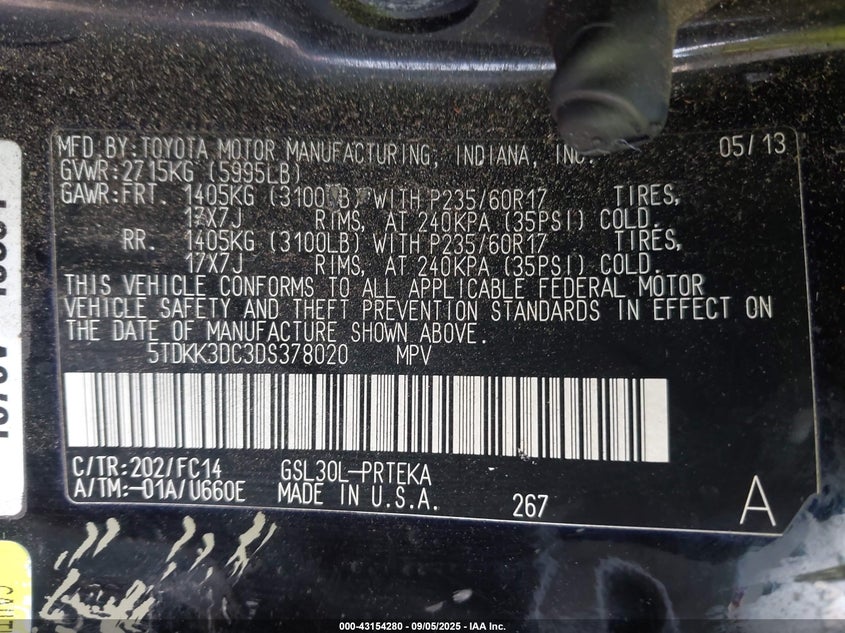 MFD. BY: TOYOTA MOTOR MANUFACTURING, INDIANA, INC. 05/13
GVWR: 2715KG (5995LB)
GAWR: FRT. 1405KG (3100LB) WITH P235/60R17 TIRES,
17X7J RIMS, AT 240KPA (35PSI) COLD.
RR. 1405KG (3100LB) WITH P235/60R17 TIRES,
17X7J RIMS, AT 240KPA (35PSI) COLD.
THIS VEHICLE CONFORMS TO ALL APPLICABLE FEDERAL MOTOR
VEHICLE SAFETY AND THEFT PREVENTION STANDARDS IN EFFECT ON
THE DATE OF MANUFACTURE SHOWN ABOVE.
5TDKK3DC3DS378020 MPV
C/TR: 202/FC14 GSL30L-PRTEKA
A/TM: -01A/U660E MADE IN U.S.A. 267 A
000-43154280 - 09/05/2025 - IAA Inc.